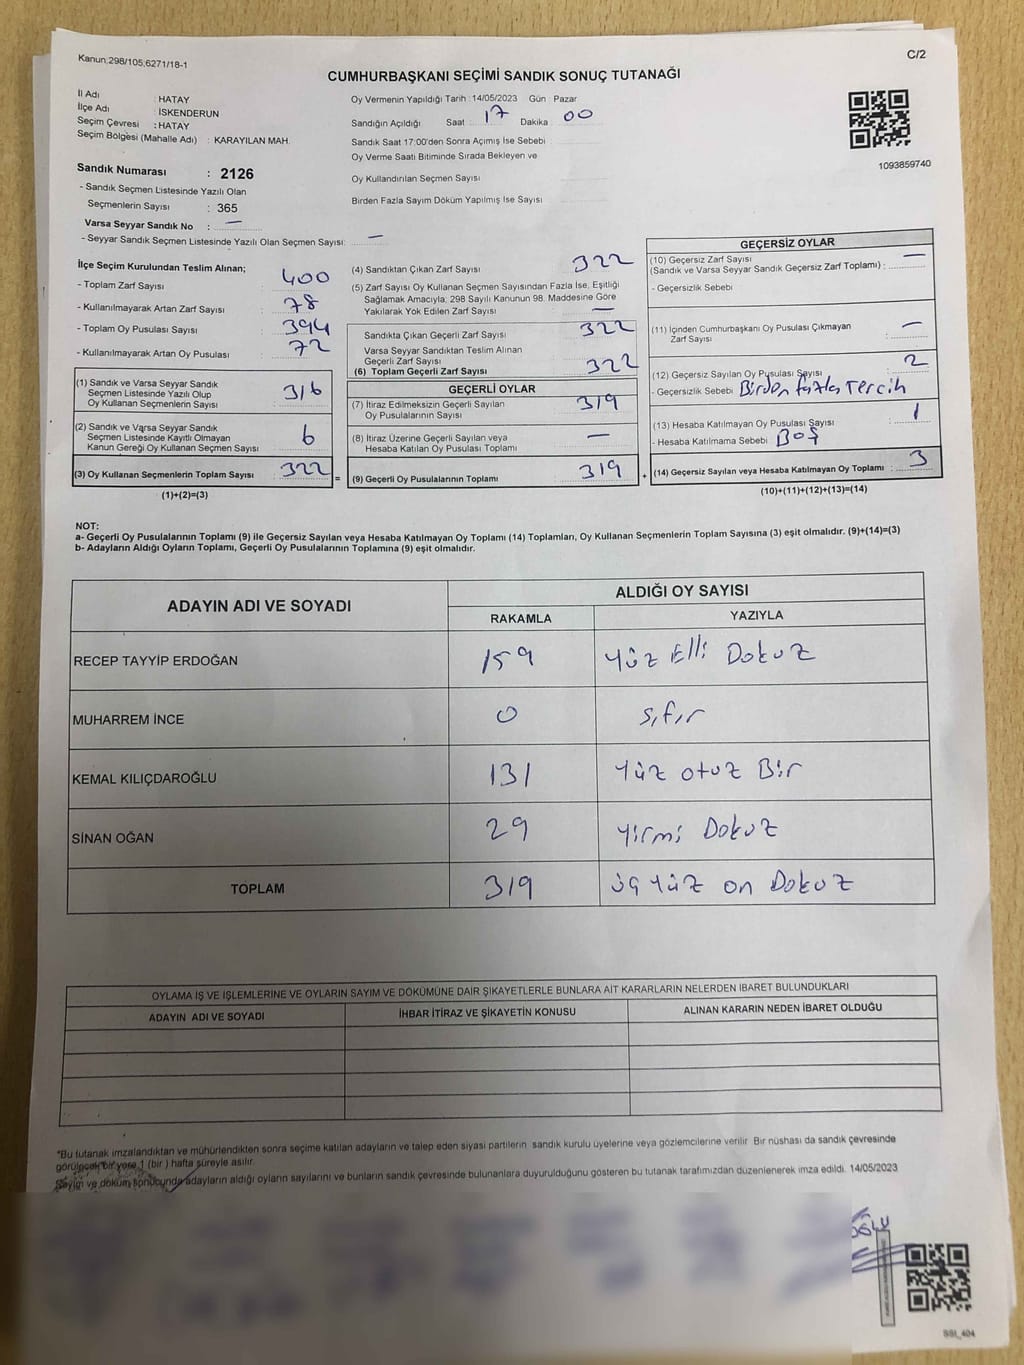 Kanun;298/105;6271/18-1
C/2
CUMHURBAŞKANI SEÇİMİ SANDIK SONUÇ TUTANAĞI
İl Adı : HATAY
İlçe Adı : İSKENDERUN
Seçim Çevresi : HATAY
Seçim Bölgesi (Mahalle Adı) : KARAYILAN MAH.
Oy Vermenin Yapıldığı Tarih :14/05/2023 Gün : Pazar
Sandığın Açıldığı Saat : 17 Dakika : 00
Sandık Saat 17:00'den Sonra Açımış İse Sebebi :
Oy Verme Saati Bitiminde Sırada Bekleyen ve
Oy Kullandırılan Seçmen Sayısı
Birden Fazla Sayım Döküm Yapılmış İse Sayısı
1093859740
Sandık Numarası : 2126
- Sandık Seçmen Listesinde Yazılı Olan
Seçmenlerin Sayısı : 365
Varsa Seyyar Sandık No : —
- Seyyar Sandık Seçmen Listesinde Yazılı Olan Seçmen Sayısı: —
İlçe Seçim Kurulundan Teslim Alınan;
- Toplam Zarf Sayısı : 400
- Kullanılmayarak Artan Zarf Sayısı : 78
- Toplam Oy Pusulası Sayısı : 394
- Kullanılmayarak Artan Oy Pusulası : 72
(1) Sandık ve Varsa Seyyar Sandık
Seçmen Listesinde Yazılı Olup
Oy Kullanan Seçmenlerin Sayısı : 316
(2) Sandık ve Varsa Seyyar Sandık
Seçmen Listesinde Kayıtlı Olmayan
Kanun Gereği Oy Kullanan Seçmen Sayısı : 6
(3) Oy Kullanan Seçmenlerin Toplam Sayısı : 322
(1)+(2)=(3)
(4) Sandıktan Çıkan Zarf Sayısı : 322
(5) Zarf Sayısı Oy Kullanan Seçmen Sayısından Fazla İse, Eşitliği
Sağlamak Amacıyla; 298 Sayılı Kanunun 98. Maddesine Göre
Yakılarak Yok Edilen Zarf Sayısı : —
Sandıkta Çıkan Geçerli Zarf Sayısı : 322
Varsa Seyyar Sandıktan Teslim Alınan
Geçerli Zarf Sayısı :
(6) Toplam Geçerli Zarf Sayısı : 322
=
GEÇERLİ OYLAR
(7) İtiraz Edilmeksizin Geçerli Sayılan
Oy Pusulalarının Sayısı : 319
(8) İtiraz Üzerine Geçerli Sayılan veya
Hesaba Katılan Oy Pusulası Toplamı : —
(9) Geçerli Oy Pusulalarının Toplamı : 319
+
GEÇERSİZ OYLAR
(10) Geçersiz Zarf Sayısı
(Sandık ve Varsa Seyyar Sandık Geçersiz Zarf Toplamı) : —
- Geçersizlik Sebebi
(11) İçinden Cumhurbaşkanı Oy Pusulası Çıkmayan
Zarf Sayısı : —
(12) Geçersiz Sayılan Oy Pusulası Sayısı : 2
- Geçersizlik Sebebi Birden fazla Tercih
(13) Hesaba Katılmayan Oy Pusulası Sayısı : 1
- Hesaba Katılmama Sebebi : BOŞ
(14) Geçersiz Sayılan veya Hesaba Katılmayan Oy Toplamı : 3
(10)+(11)+(12)+(13)=(14)
NOT:
a- Geçerli Oy Pusulalarının Toplamı (9) ile Geçersiz Sayılan veya Hesaba Katılmayan Oy Toplamı (14) Toplamları, Oy Kullanan Seçmenlerin Toplam Sayısına (3) eşit olmalıdır. (9)+(14)=(3)
b- Adayların Aldığı Oyların Toplamı, Geçerli Oy Pusulalarının Toplamına (9) eşit olmalıdır.
ADAYIN ADI VE SOYADI
ALDIĞI OY SAYISI
RAKAMLA YAZIYLA
RECEP TAYYİP ERDOĞAN 159 Yüz Elli Dokuz
MUHARREM İNCE 0 sıfır
KEMAL KILIÇDAROĞLU 131 Yüz otuz Bir
SİNAN OĞAN 29 Yirmi Dokuz
TOPLAM 319 üç Yüz on Dokuz
OYLAMA İŞ VE İŞLEMLERİNE VE OYLARIN SAYIM VE DÖKÜMÜNE DAİR ŞİKAYETLERLE BUNLARA AİT KARARLARIN NELERDEN İBARET BULUNDUKLARI
ADAYIN ADI VE SOYADI İHBAR İTİRAZ VE ŞİKAYETİN KONUSU ALINAN KARARIN NEDEN İBARET OLDUĞU
*Bu tutanak imzalandıktan ve mühürlendikten sonra seçime katılan adayların ve talep eden siyasi partilerin sandık kurulu üyelerine veya gözlemcilerine verilir. Bir nüshası da sandık çevresinde
görülecek bir yere 1 (bir) hafta süreyle asılır.
Sayım ve döküm sonucunda adayların aldığı oyların sayılarını ve bunların sandık çevresinde bulunanlara duyurulduğunu gösteren bu tutanak tarafımızdan düzenlenerek imza edildi. 14/05/2023
OĞLU
SSI_404